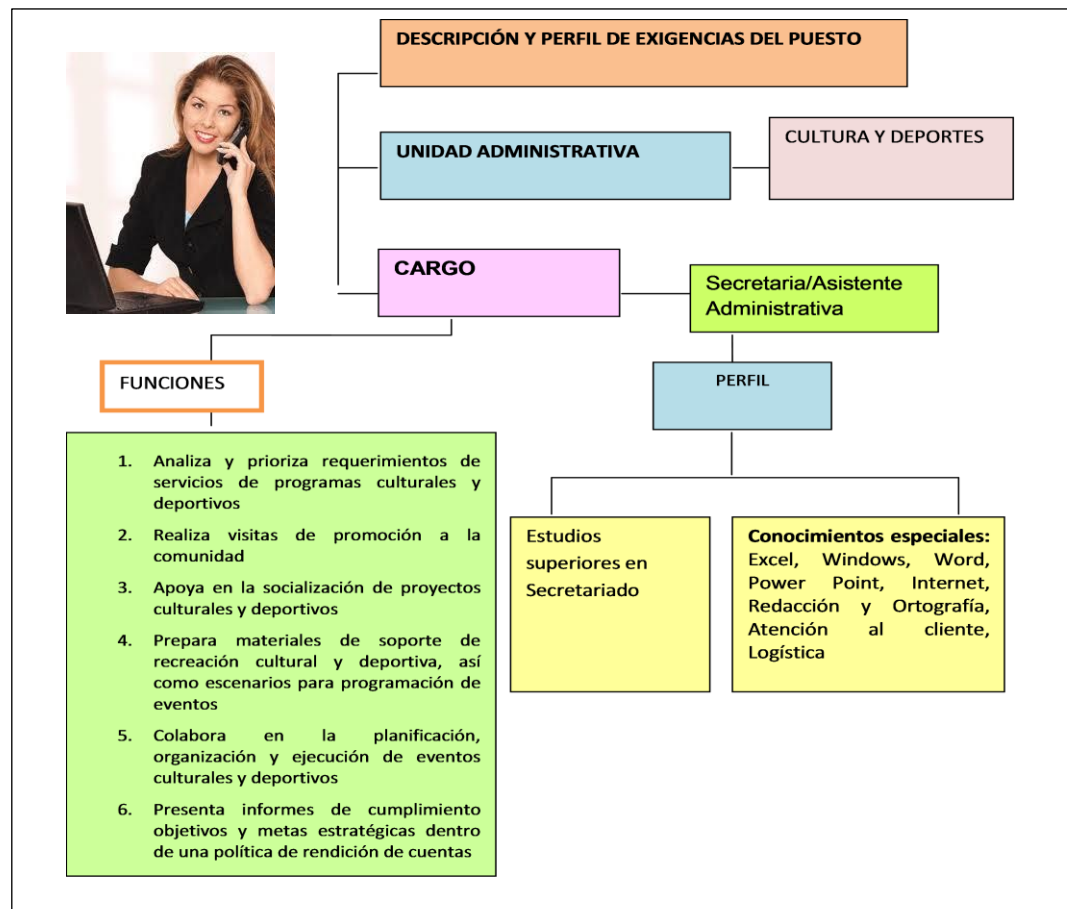 DESCRIPCIÓN Y PERFIL DE EXIGENCIAS DEL PUESTO
UNIDAD ADMINISTRATIVA
CULTURA Y DEPORTES
CARGO
Secretaria/Asistente
Administrativa
FUNCIONES
PERFIL
1. Analiza y prioriza requerimientos de
servicios de programas culturales y
deportivos
2. Realiza visitas de promoción a la
comunidad
3. Apoya en la socialización de proyectos
culturales y deportivos
4. Prepara materiales de soporte de
recreación cultural y deportiva, así
como escenarios para programación de
eventos
5. Colabora en la planificación,
organización y ejecución de eventos
culturales y deportivos
6. Presenta informes de cumplimiento
objetivos y metas estratégicas dentro
de una política de rendición de cuentas
Estudios
superiores en
Secretariado
Conocimientos especiales:
Excel, Windows, Word,
Power Point, Internet,
Redacción y Ortografía,
Atención al cliente,
Logística